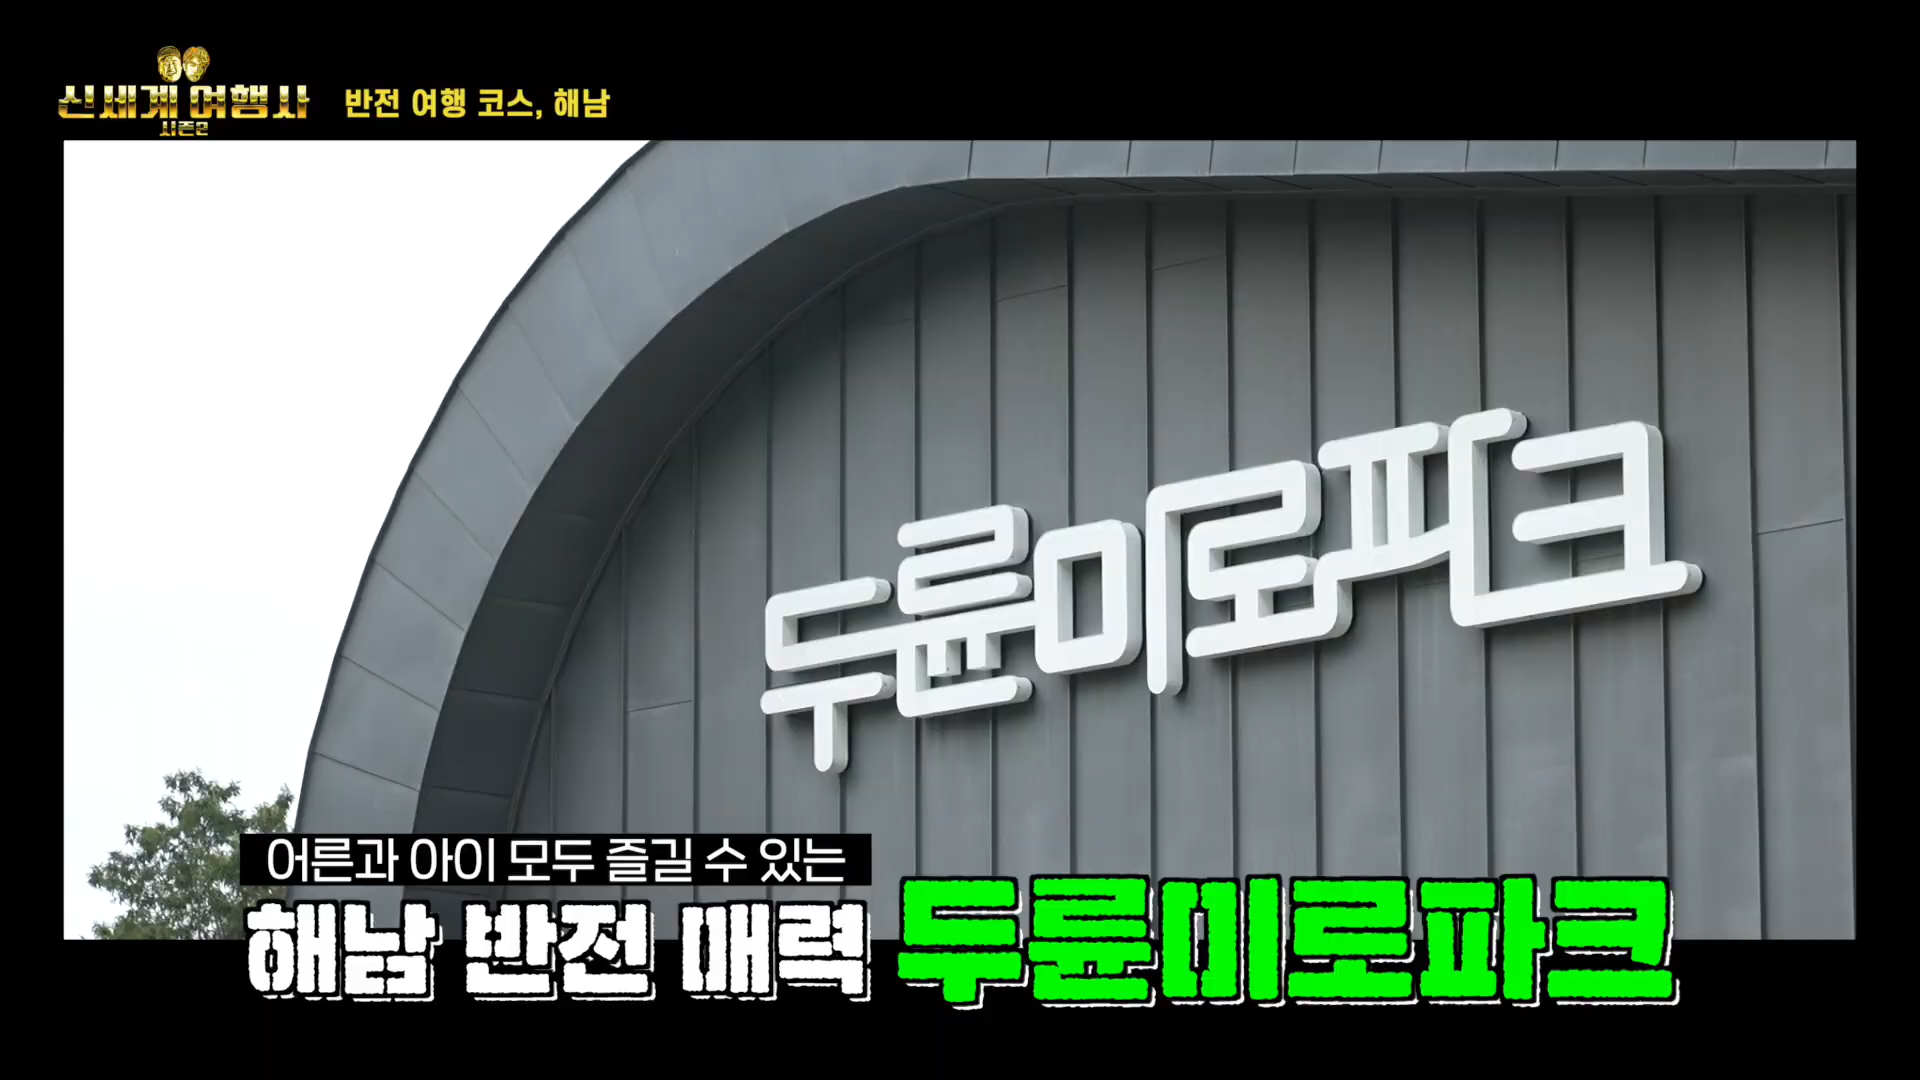 신세계 여행사
시즌2
반전 여행 코스, 해남
두륜미로파크
어른과 아이 모두 즐길 수 있는
해남 반전 매력 두륜미로파크